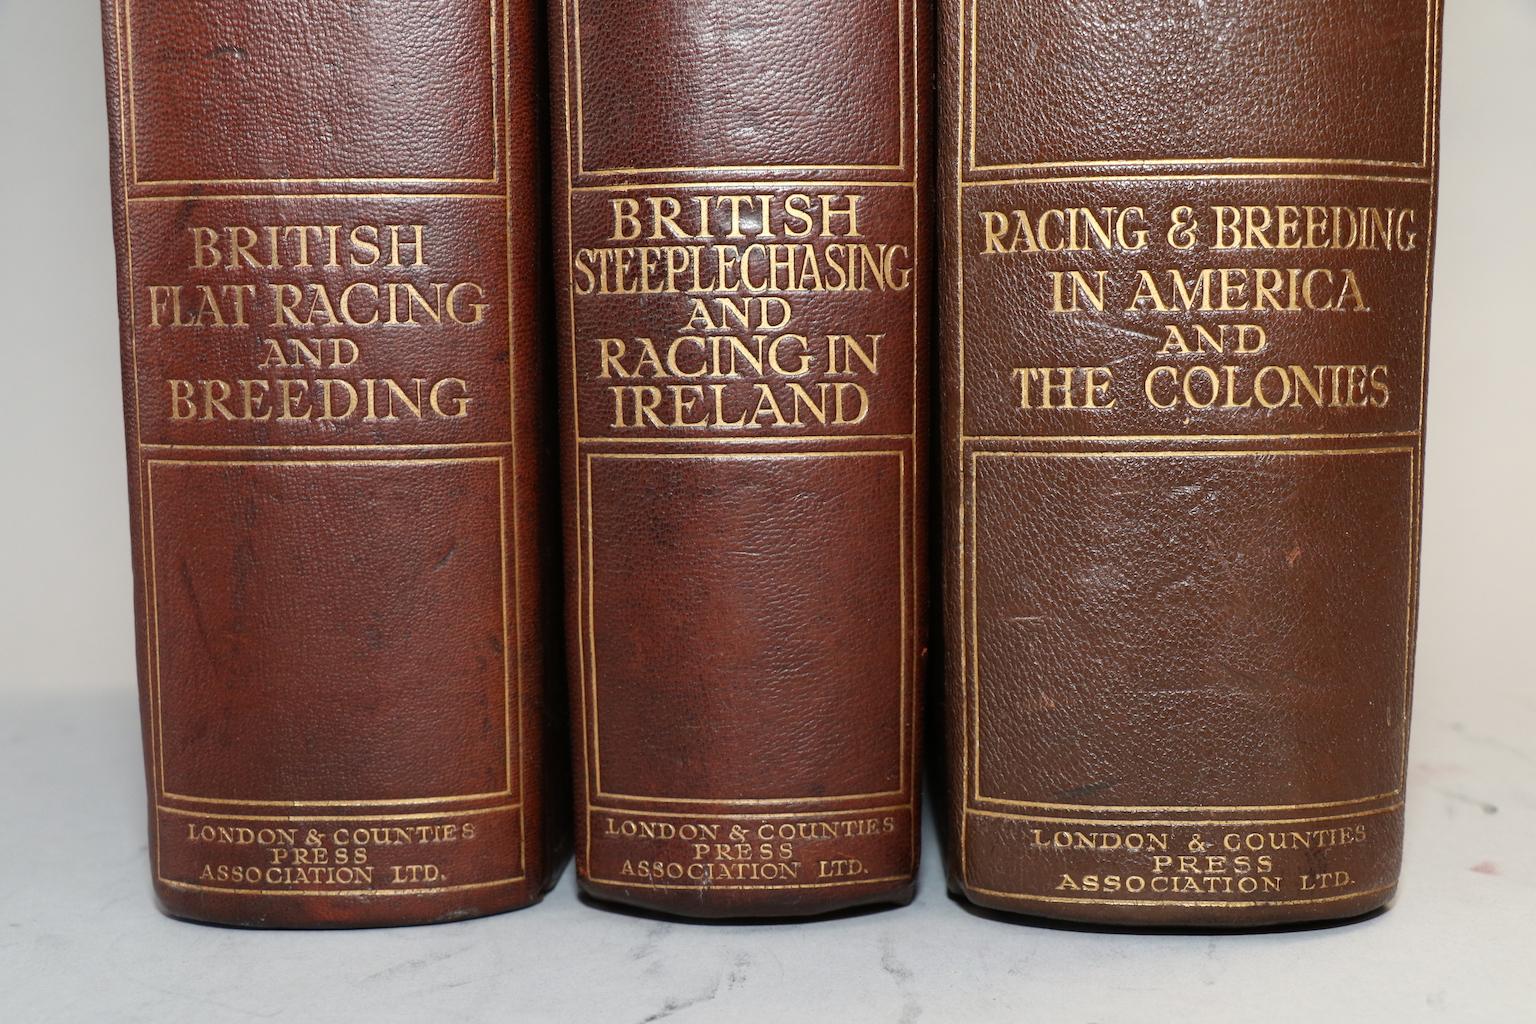 BRITISH
FLAT RACING
AND
BREEDING
LONDON & COUNTIES
PRESS
ASSOCIATION LTD.
BRITISH
STEEPLECHASING
AND
RACING IN
IRELAND
LONDON & COUNTIES
PRESS
ASSOCIATION LTD.
RACING & BREEDING
IN AMERICA
AND
THE COLONIES
LONDON & COUNTIES
PRESS
ASSOCIATION LTD.